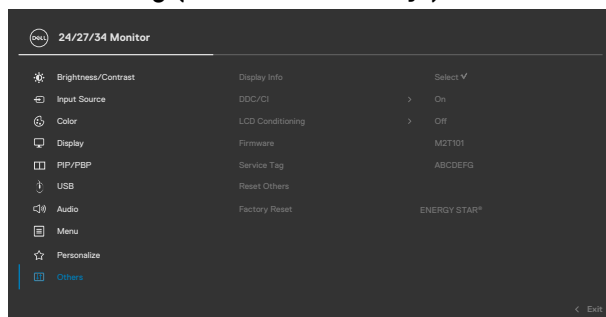 DELL 24/27/34 Monitor
Brightness/Contrast Display Info Select ✓
Input Source DDC/CI > On
Color LCD Conditioning > Off
Display Firmware M2T101
PIP/PBP Service Tag ABCDEFG
USB Reset Others
Audio Factory Reset ENERGY STAR®
Menu
Personalize
Others
< Exit